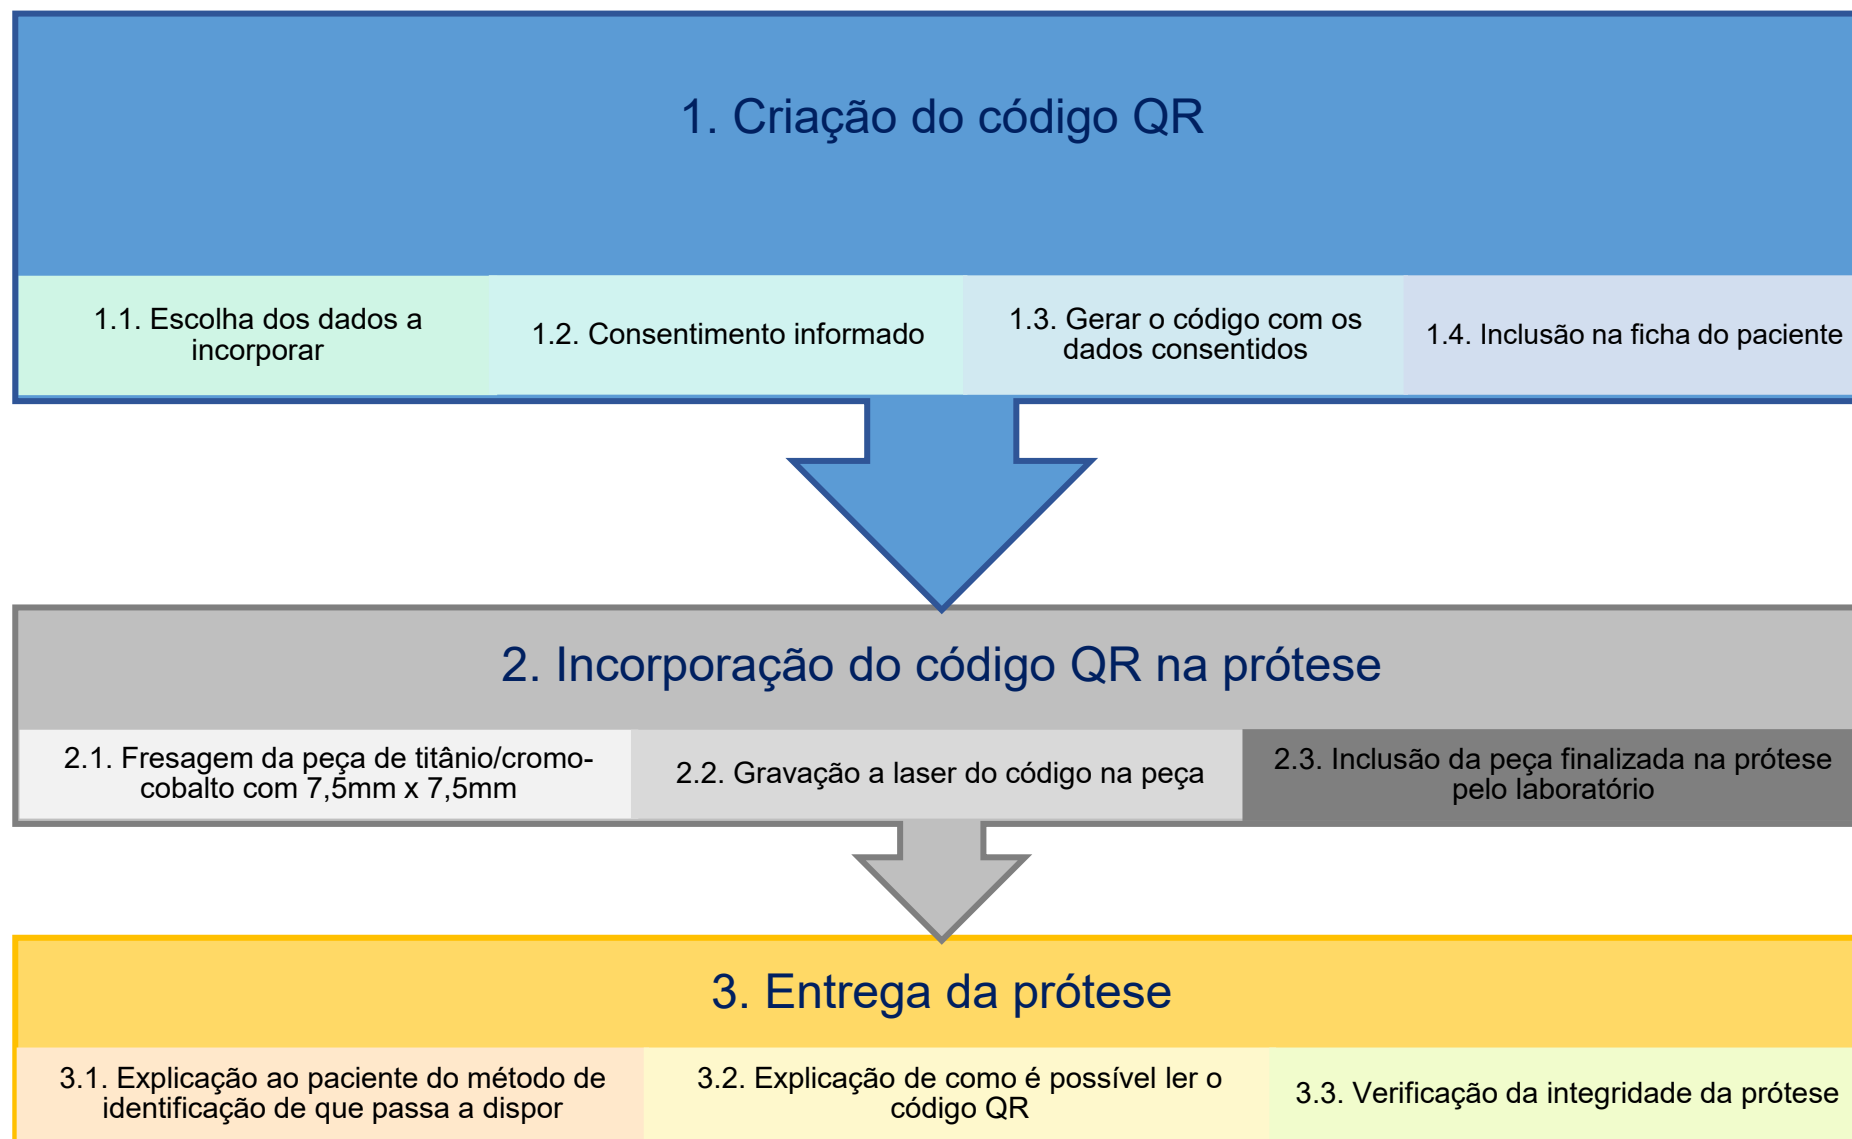 1. Criação do código QR
1.1. Escolha dos dados a
incorporar
1.2. Consentimento informado
1.3. Gerar o código com os
dados consentidos
1.4. Inclusão na ficha do paciente
2. Incorporação do código QR na prótese
2.1. Fresagem da peça de titânio/cromo-
cobalto com 7,5mm x 7,5mm
2.2. Gravação a laser do código na peça
2.3. Inclusão da peça finalizada na prótese
pelo laboratório
3. Entrega da prótese
3.1. Explicação ao paciente do método de
identificação de que passa a dispor
3.2. Explicação de como é possível ler o
código QR
3.3. Verificação da integridade da prótese